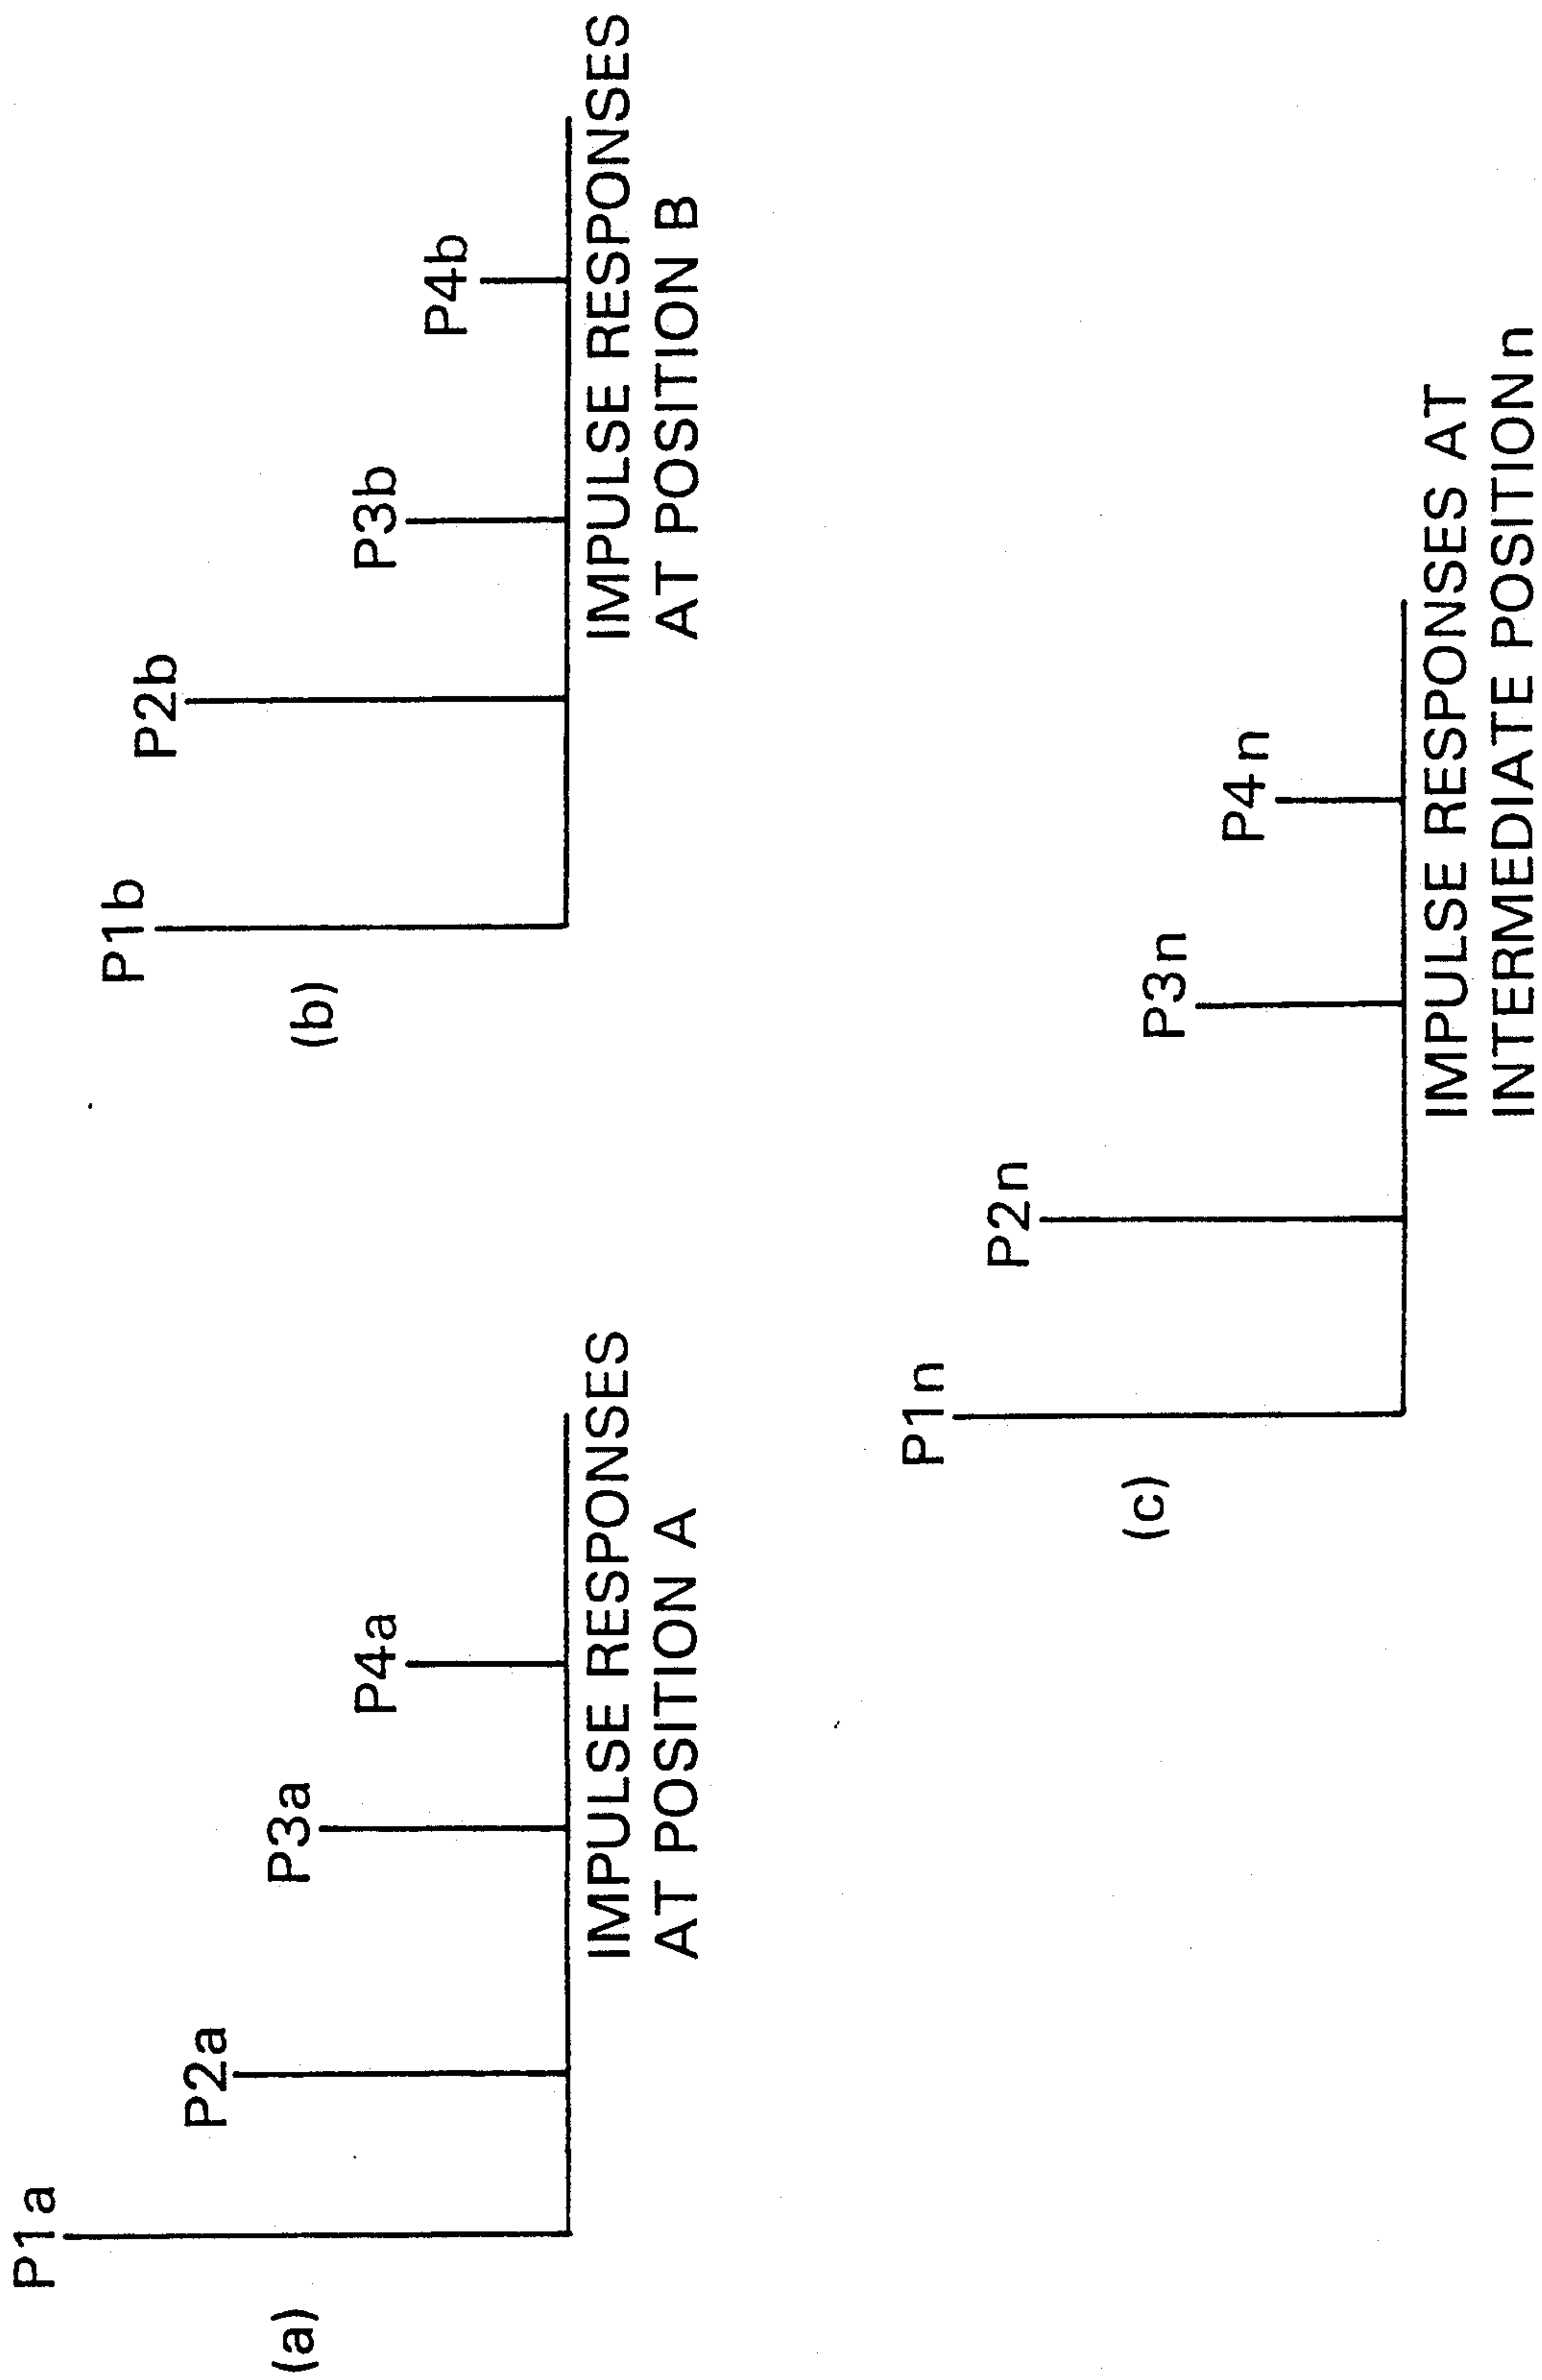 (a)
P1a
P2a
P3a
P4a
IMPULSE RESPONSES
AT POSITION A
(b)
P1b
P2b
P3b
P4b
IMPULSE RESPONSES
AT POSITION B
(c)
P1n
P2n
P3n
P4n
IMPULSE RESPONSES AT
INTERMEDIATE POSITION n